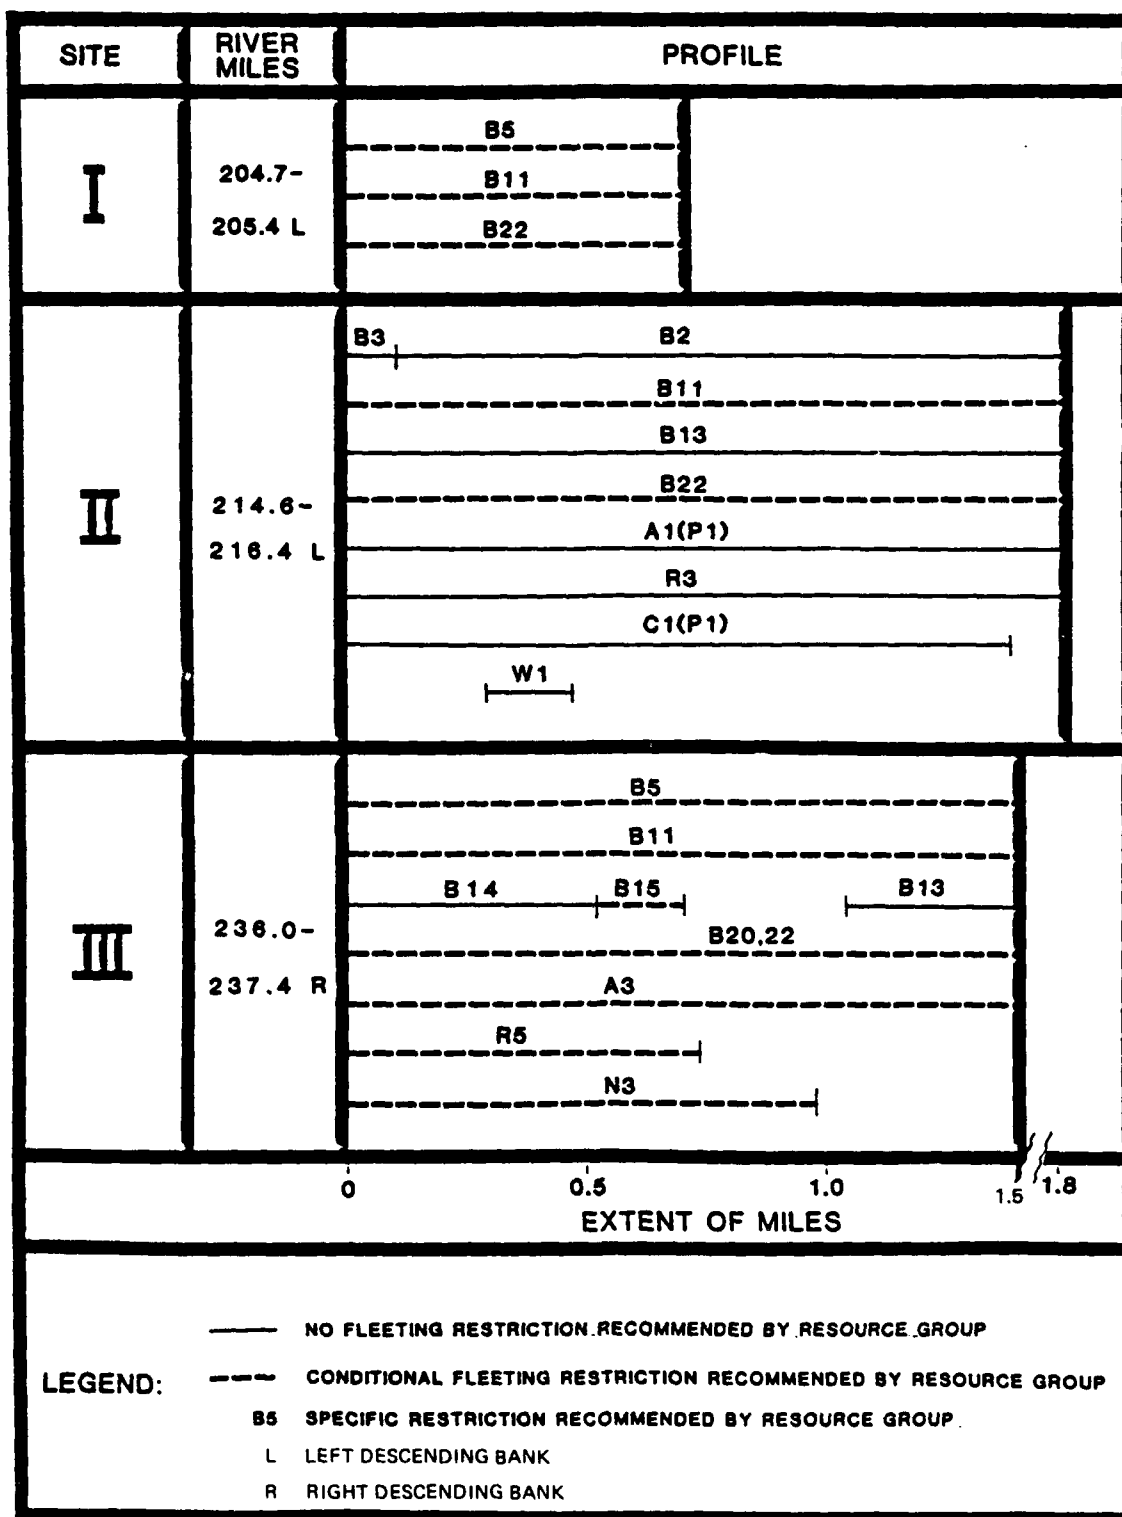 SITE
RIVER MILES
PROFILE
I
204.7-
205.4 L
B5
B11
B22
II
214.6-
216.4 L
B3
B2
B11
B13
B22
A1(P1)
R3
C1(P1)
W1
III
236.0-
237.4 R
B5
B11
B14
B15
B13
B20,22
A3
R5
N3
0
0.5
1.0
1.5
1.8
EXTENT OF MILES
LEGEND:
NO FLEETING RESTRICTION RECOMMENDED BY RESOURCE GROUP
CONDITIONAL FLEETING RESTRICTION RECOMMENDED BY RESOURCE GROUP
B5 SPECIFIC RESTRICTION RECOMMENDED BY RESOURCE GROUP.
L LEFT DESCENDING BANK
R RIGHT DESCENDING BANK